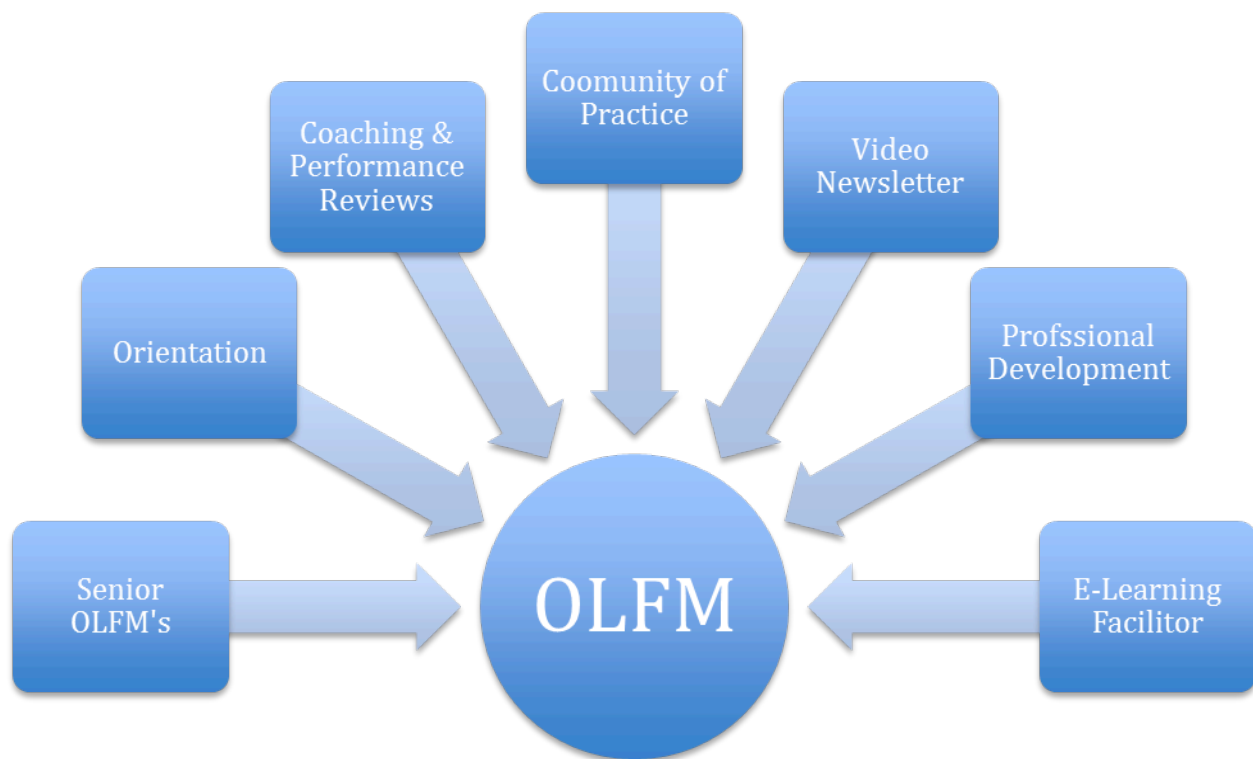 Coomunity of
Practice
Coaching &
Performance
Reviews
Video
Newsletter
Orientation
Profssional
Development
Senior
OLFM's
OLFM
E-Learning
Facilitor